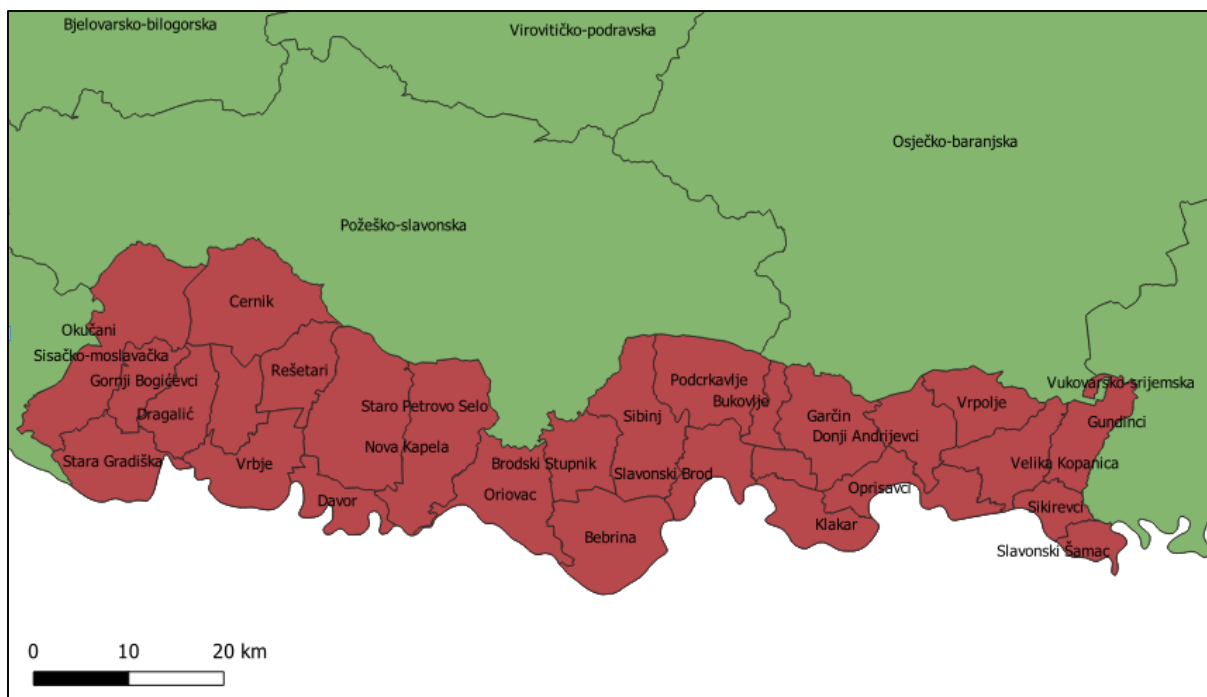 Bjelovarsko-bilogorska
Virovitičko-podravska
Osječko-baranjska
Požeško-slavonska
Cernik
Okučani
Sisačko-moslavačka
Gornji Bogićevci
Rešetari
Dragalić
Stara Gradiška
Vrbje
Davor
Staro Petrovo Selo
Nova Kapela
Brodski Stupnik
Oriovac
Bebrina
Sibinj
Slavonski Brod
Podcrkavlje
Bukovlje
Garčin
Donji Andrijevci
Oprisavci
Klakar
Vrpolje
Vukovarsko-srijemska
Gundinci
Velika Kopanica
Sikirevci
Slavonski Šamac
0 10 20 km